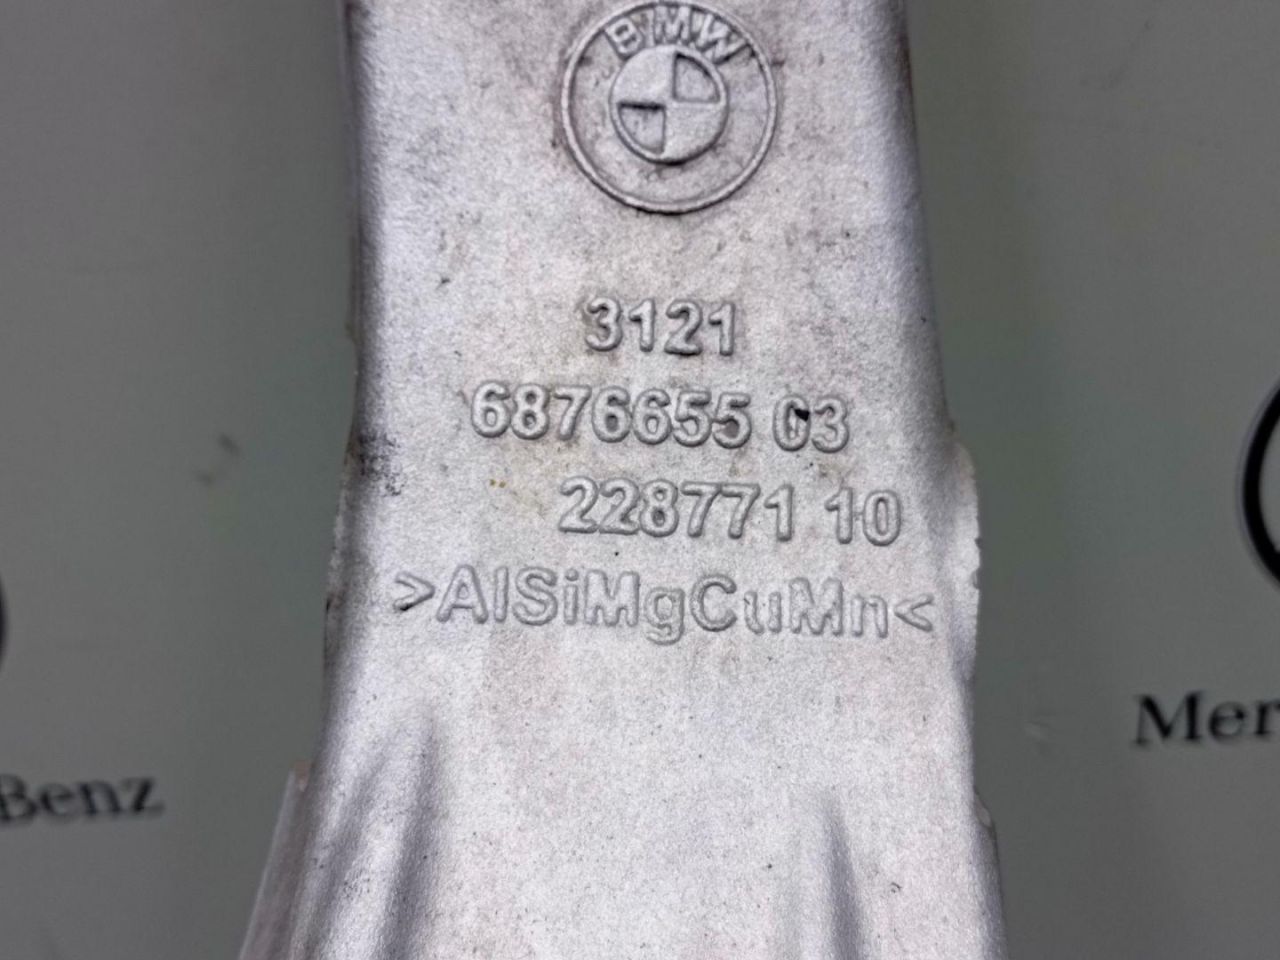 BMW
3121
6876655 03
228771 10
>AlSiMgCuMn<
Benz
Mer